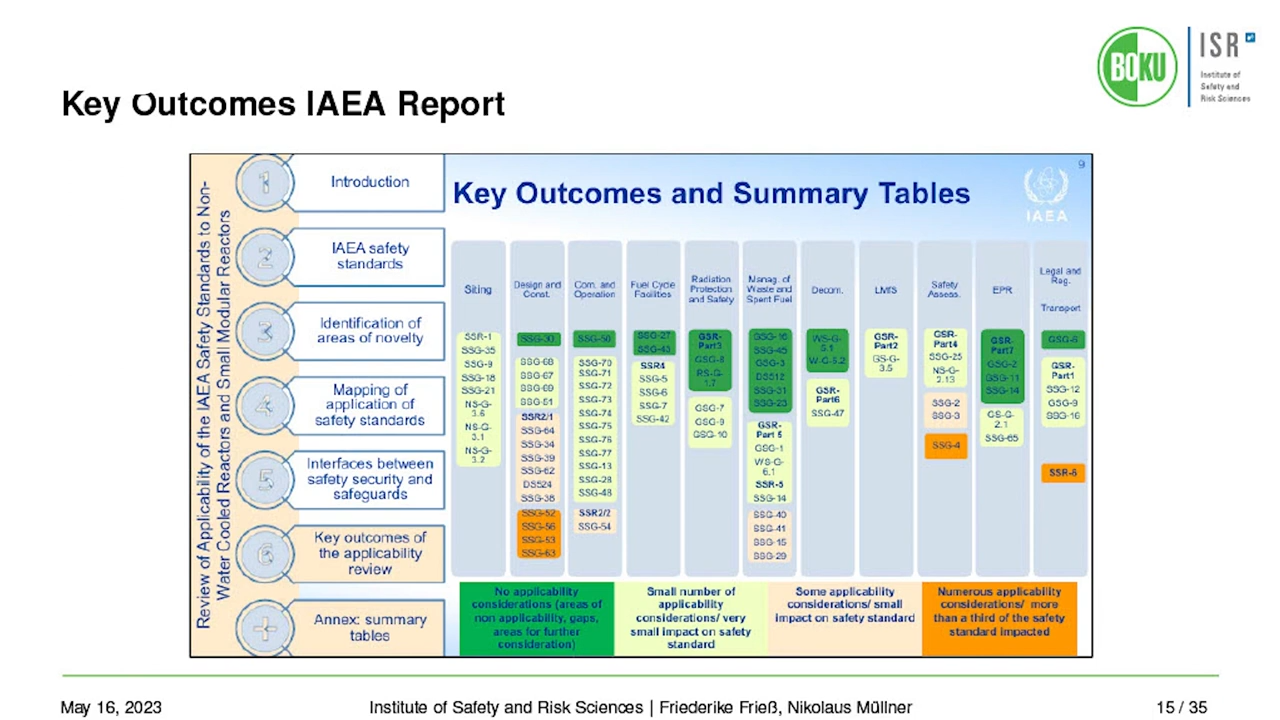 BOKU
ISR
Institute of
Safety and
Risk Sciences
Key Outcomes IAEA Report
Review of Applicability of the IAEA Safety Standards to Non-
Water Cooled Reactors and Small Modular Reactors
1
Introduction
2
IAEA safety
standards
3
Identification of
areas of novelty
4
Mapping of
application of
safety standards
5
Interfaces between
safety security and
safeguards
6
Key outcomes of
the applicability
review
+
Annex: summary
tables
9
Key Outcomes and Summary Tables
IAEA
Siting
SSR-1
SSG-35
SSG-9
SSG-18
SSG-21
NS-G-
3.6
NS-G-
3.1
NS-G-
3.2
Design and
Const.
SSG-30
SSG-68
SSG-67
SSG-69
SSG-51
SSR2/1
SSG-64
SSG-34
SSG-39
SSG-62
DS524
SSG-38
SSG-52
SSG-56
SSG-53
SSG-63
Com. and
Operation
SSG-50
SSG-70
SSG-71
SSG-72
SSG-73
SSG-74
SSG-75
SSG-76
SSG-77
SSG-13
SSG-28
SSG-48
SSR2/2
SSG-54
Fuel Cycle
Facilities
SSG-27
SSG-43
SSR4
SSG-5
SSG-6
SSG-7
SSG-42
Radiation
Protection
and Safety
GSR-
Part3
GSG-8
RS-G-
1.7
GSG-7
GSG-9
GSG-10
Manag. of
Waste and
Spent Fuel
GSG-16
SSG-45
GSG-3
DS512
SSG-31
SSG-23
GSR-
Part 5
GSG-1
WS-G-
6.1
SSR-5
SSG-14
SSG-40
SSG-41
SSG-15
SSG-29
Decom.
WS-G-
5.1
W-G-5.2
GSR-
Part6
SSG-47
LMfS
GSR-
Part2
GS-G-
3.5
Safety
Assess.
GSR-
Part4
SSG-25
NS-G-
2.13
SSG-2
SSG-3
SSG-4
EPR
GSR-
Part7
GSG-2
GSG-11
GSG-14
GS-G-
2.1
SSG-65
Legal and
Reg.
Transport
GSG-6
GSR-
Part1
SSG-12
GSG-9
SSG-16
SSR-6
No applicability
considerations (areas of
non applicability, gaps,
areas for further
consideration)
Small number of
applicability
considerations/ very
small impact on safety
standard
Some applicability
considerations/ small
impact on safety standard
Numerous applicability
considerations/ more
than a third of the safety
standard impacted
May 16, 2023
Institute of Safety and Risk Sciences | Friederike Frieß, Nikolaus Müllner
15 / 35